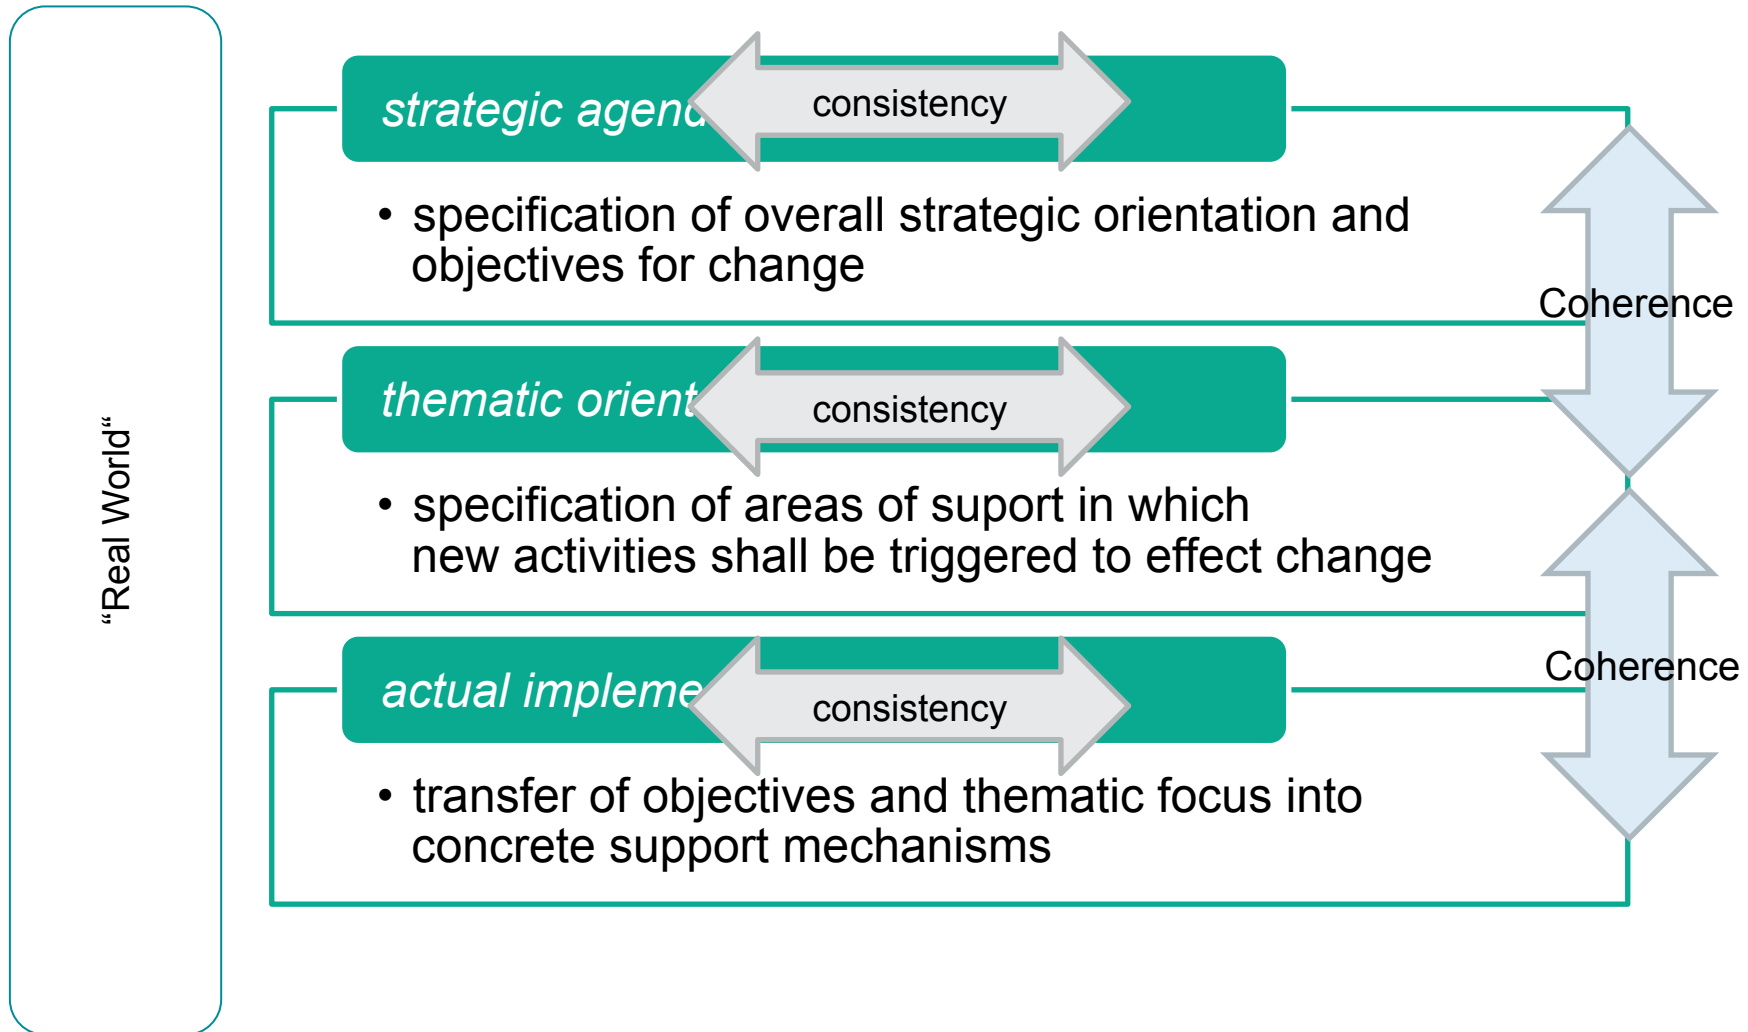 “Real World“
strategic agend
consistency
• specification of overall strategic orientation and
objectives for change
Coherence
thematic orient
consistency
• specification of areas of suport in which
new activities shall be triggered to effect change
Coherence
actual impleme
consistency
• transfer of objectives and thematic focus into
concrete support mechanisms